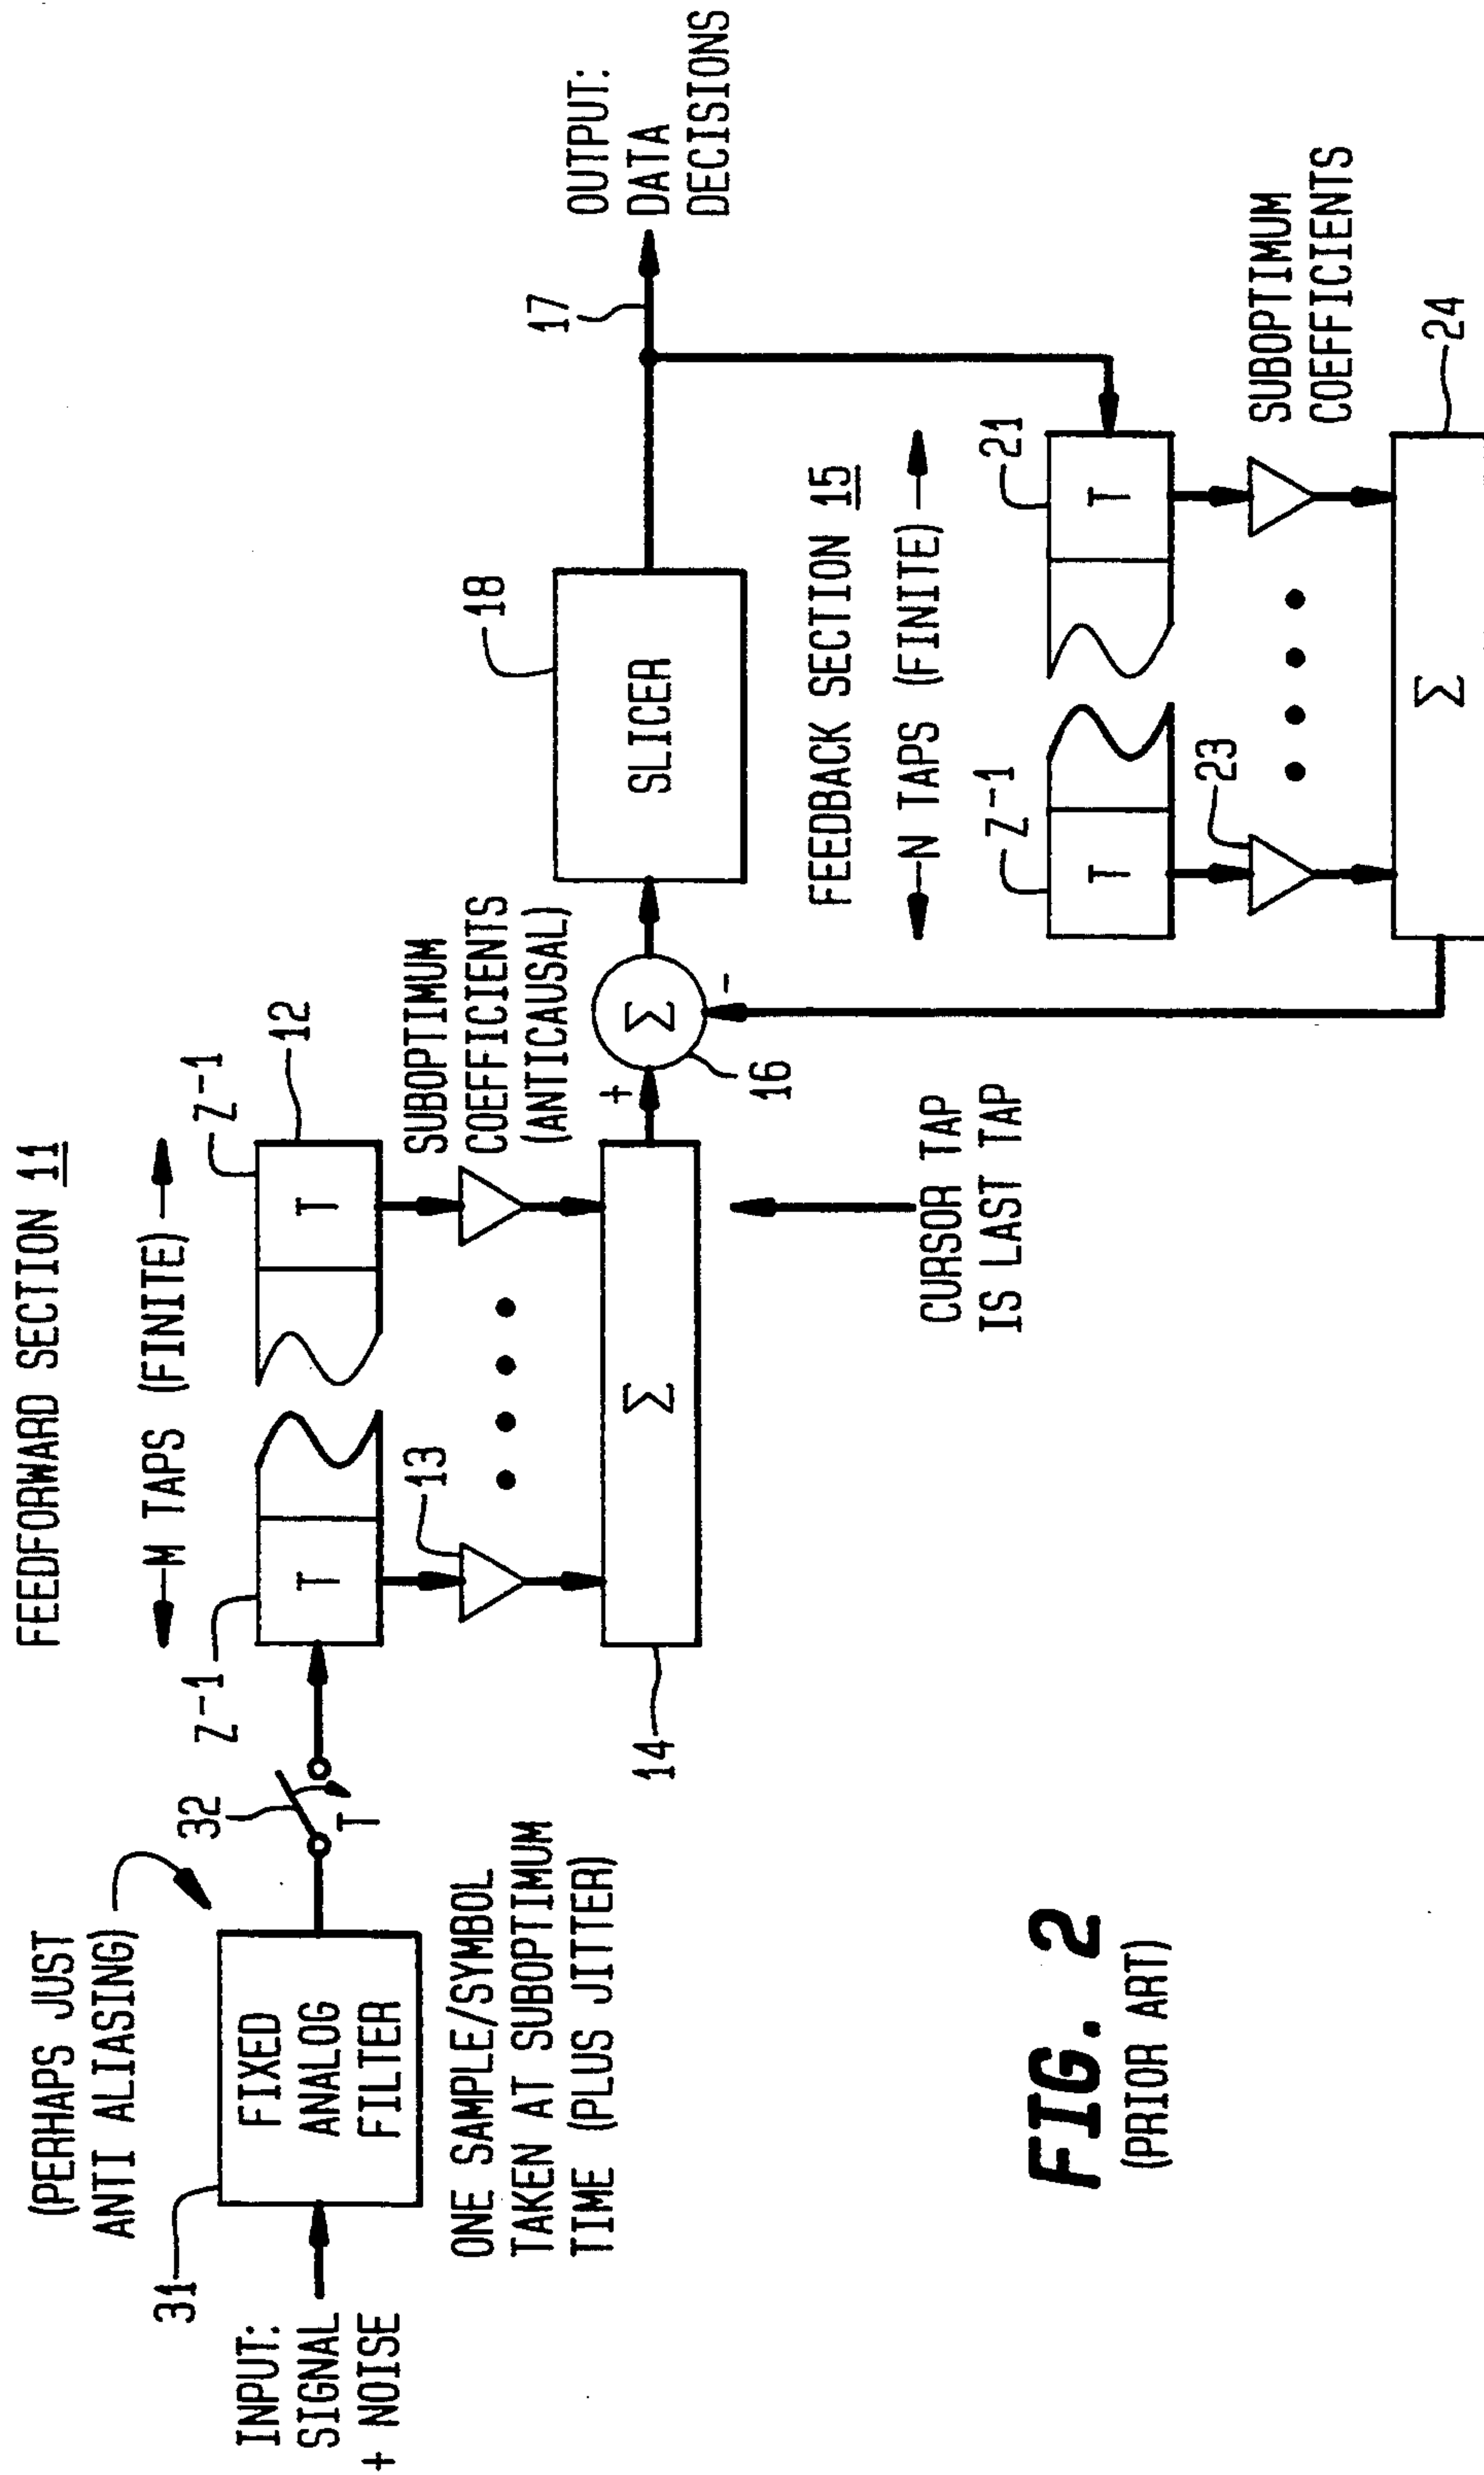 FEEDFORWARD SECTION 11
M TAPS (FINITE)
(PERHAPS JUST
ANTI ALIASING)
31
32
Z-1
Z-1
12
INPUT:
SIGNAL
+ NOISE
FIXED
ANALOG
FILTER
T
T
T
13
SUBOPTIMUM
COEFFICIENTS
(ANTICAUSAL)
ONE SAMPLE/SYMBOL
TAKEN AT SUBOPTIMUM
TIME (PLUS JITTER)
14
Σ
+
Σ
-
16
18
SLICER
17
OUTPUT:
DATA
DECISIONS
CURSOR TAP
IS LAST TAP
FEEDBACK SECTION 15
N TAPS (FINITE)
Z-1
21
T
T
23
SUBOPTIMUM
COEFFICIENTS
Σ
24
FIG. 2
(PRIOR ART)